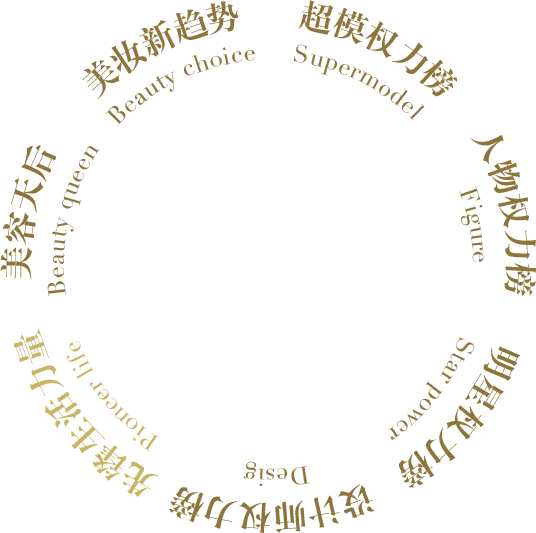 美妆新趋势
Beauty choice
超模权力榜
Supermodel
人物权力榜
Figure
明星权力榜
Star power
设计师权力榜
Desig
先锋生活力量
Pioneer life
美容天后
Beauty queen